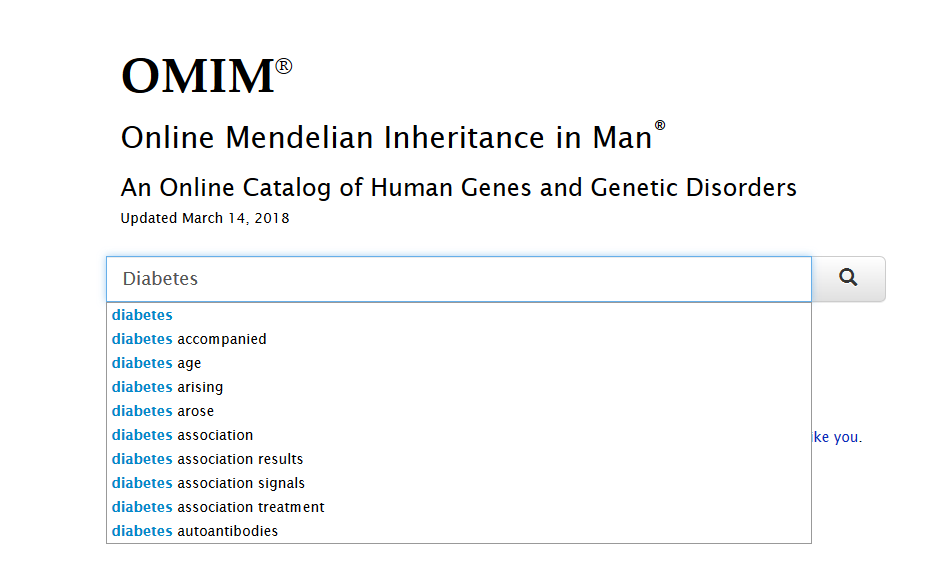 OMIM®
Online Mendelian Inheritance in Man®
An Online Catalog of Human Genes and Genetic Disorders
Updated March 14, 2018
Diabetes
diabetes
diabetes accompanied
diabetes age
diabetes arising
diabetes arose
diabetes association
like you.
diabetes association results
diabetes association signals
diabetes association treatment
diabetes autoantibodies